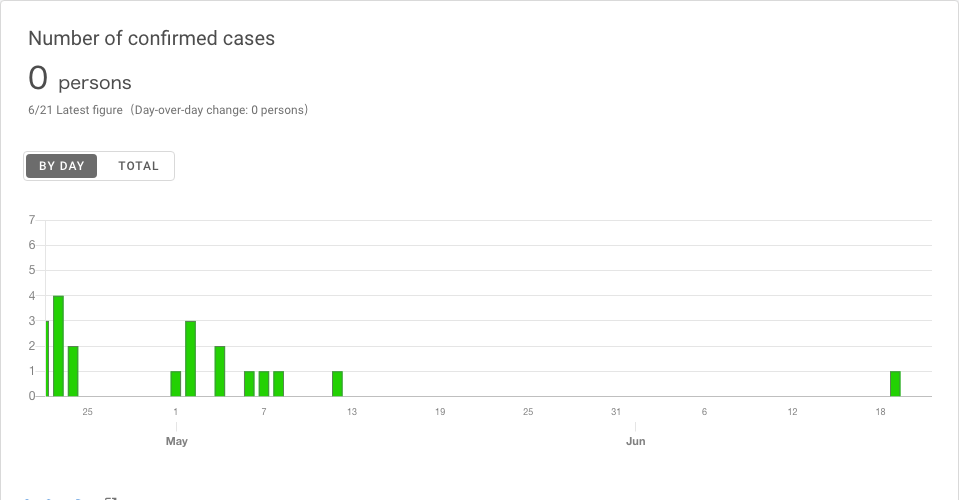 Number of confirmed cases
0 persons
6/21 Latest figure（Day-over-day change: 0 persons）
BY DAY TOTAL
7
6
5
4
3
2
1
0
25 1 7 13 19 25 31 6 12 18
May Jun